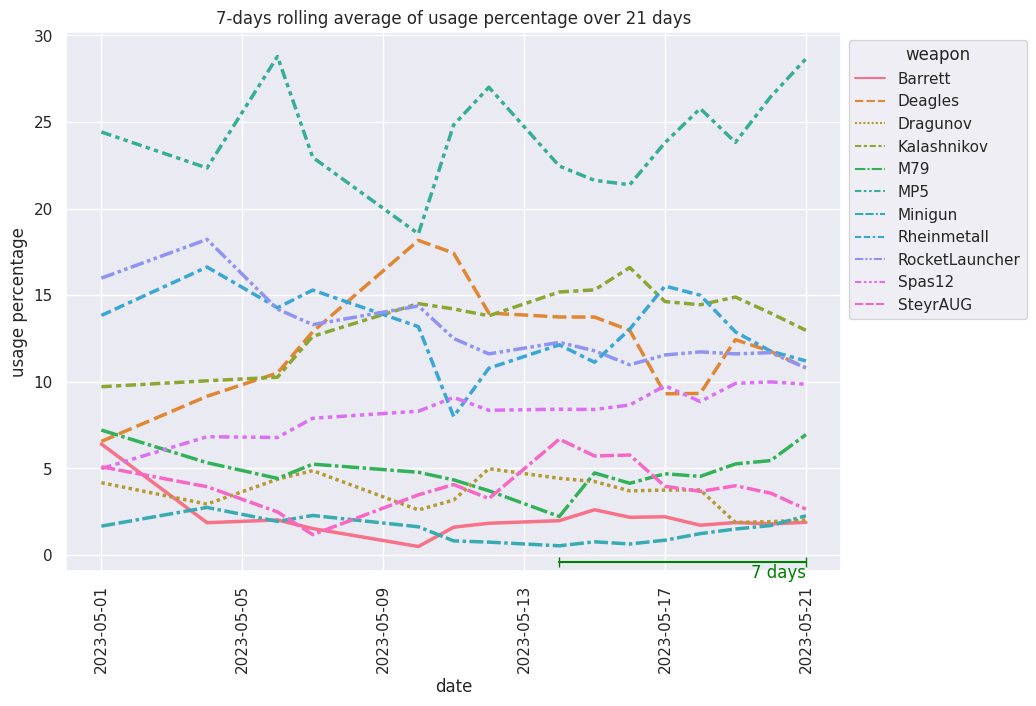 7-days rolling average of usage percentage over 21 days
30
25
20
15
10
5
0
usage percentage
2023-05-01
2023-05-05
2023-05-09
2023-05-13
2023-05-17
2023-05-21
date
7 days
weapon
Barrett
Deagles
Dragunov
Kalashnikov
M79
MP5
Minigun
Rheinmetall
RocketLauncher
Spas12
SteyrAUG